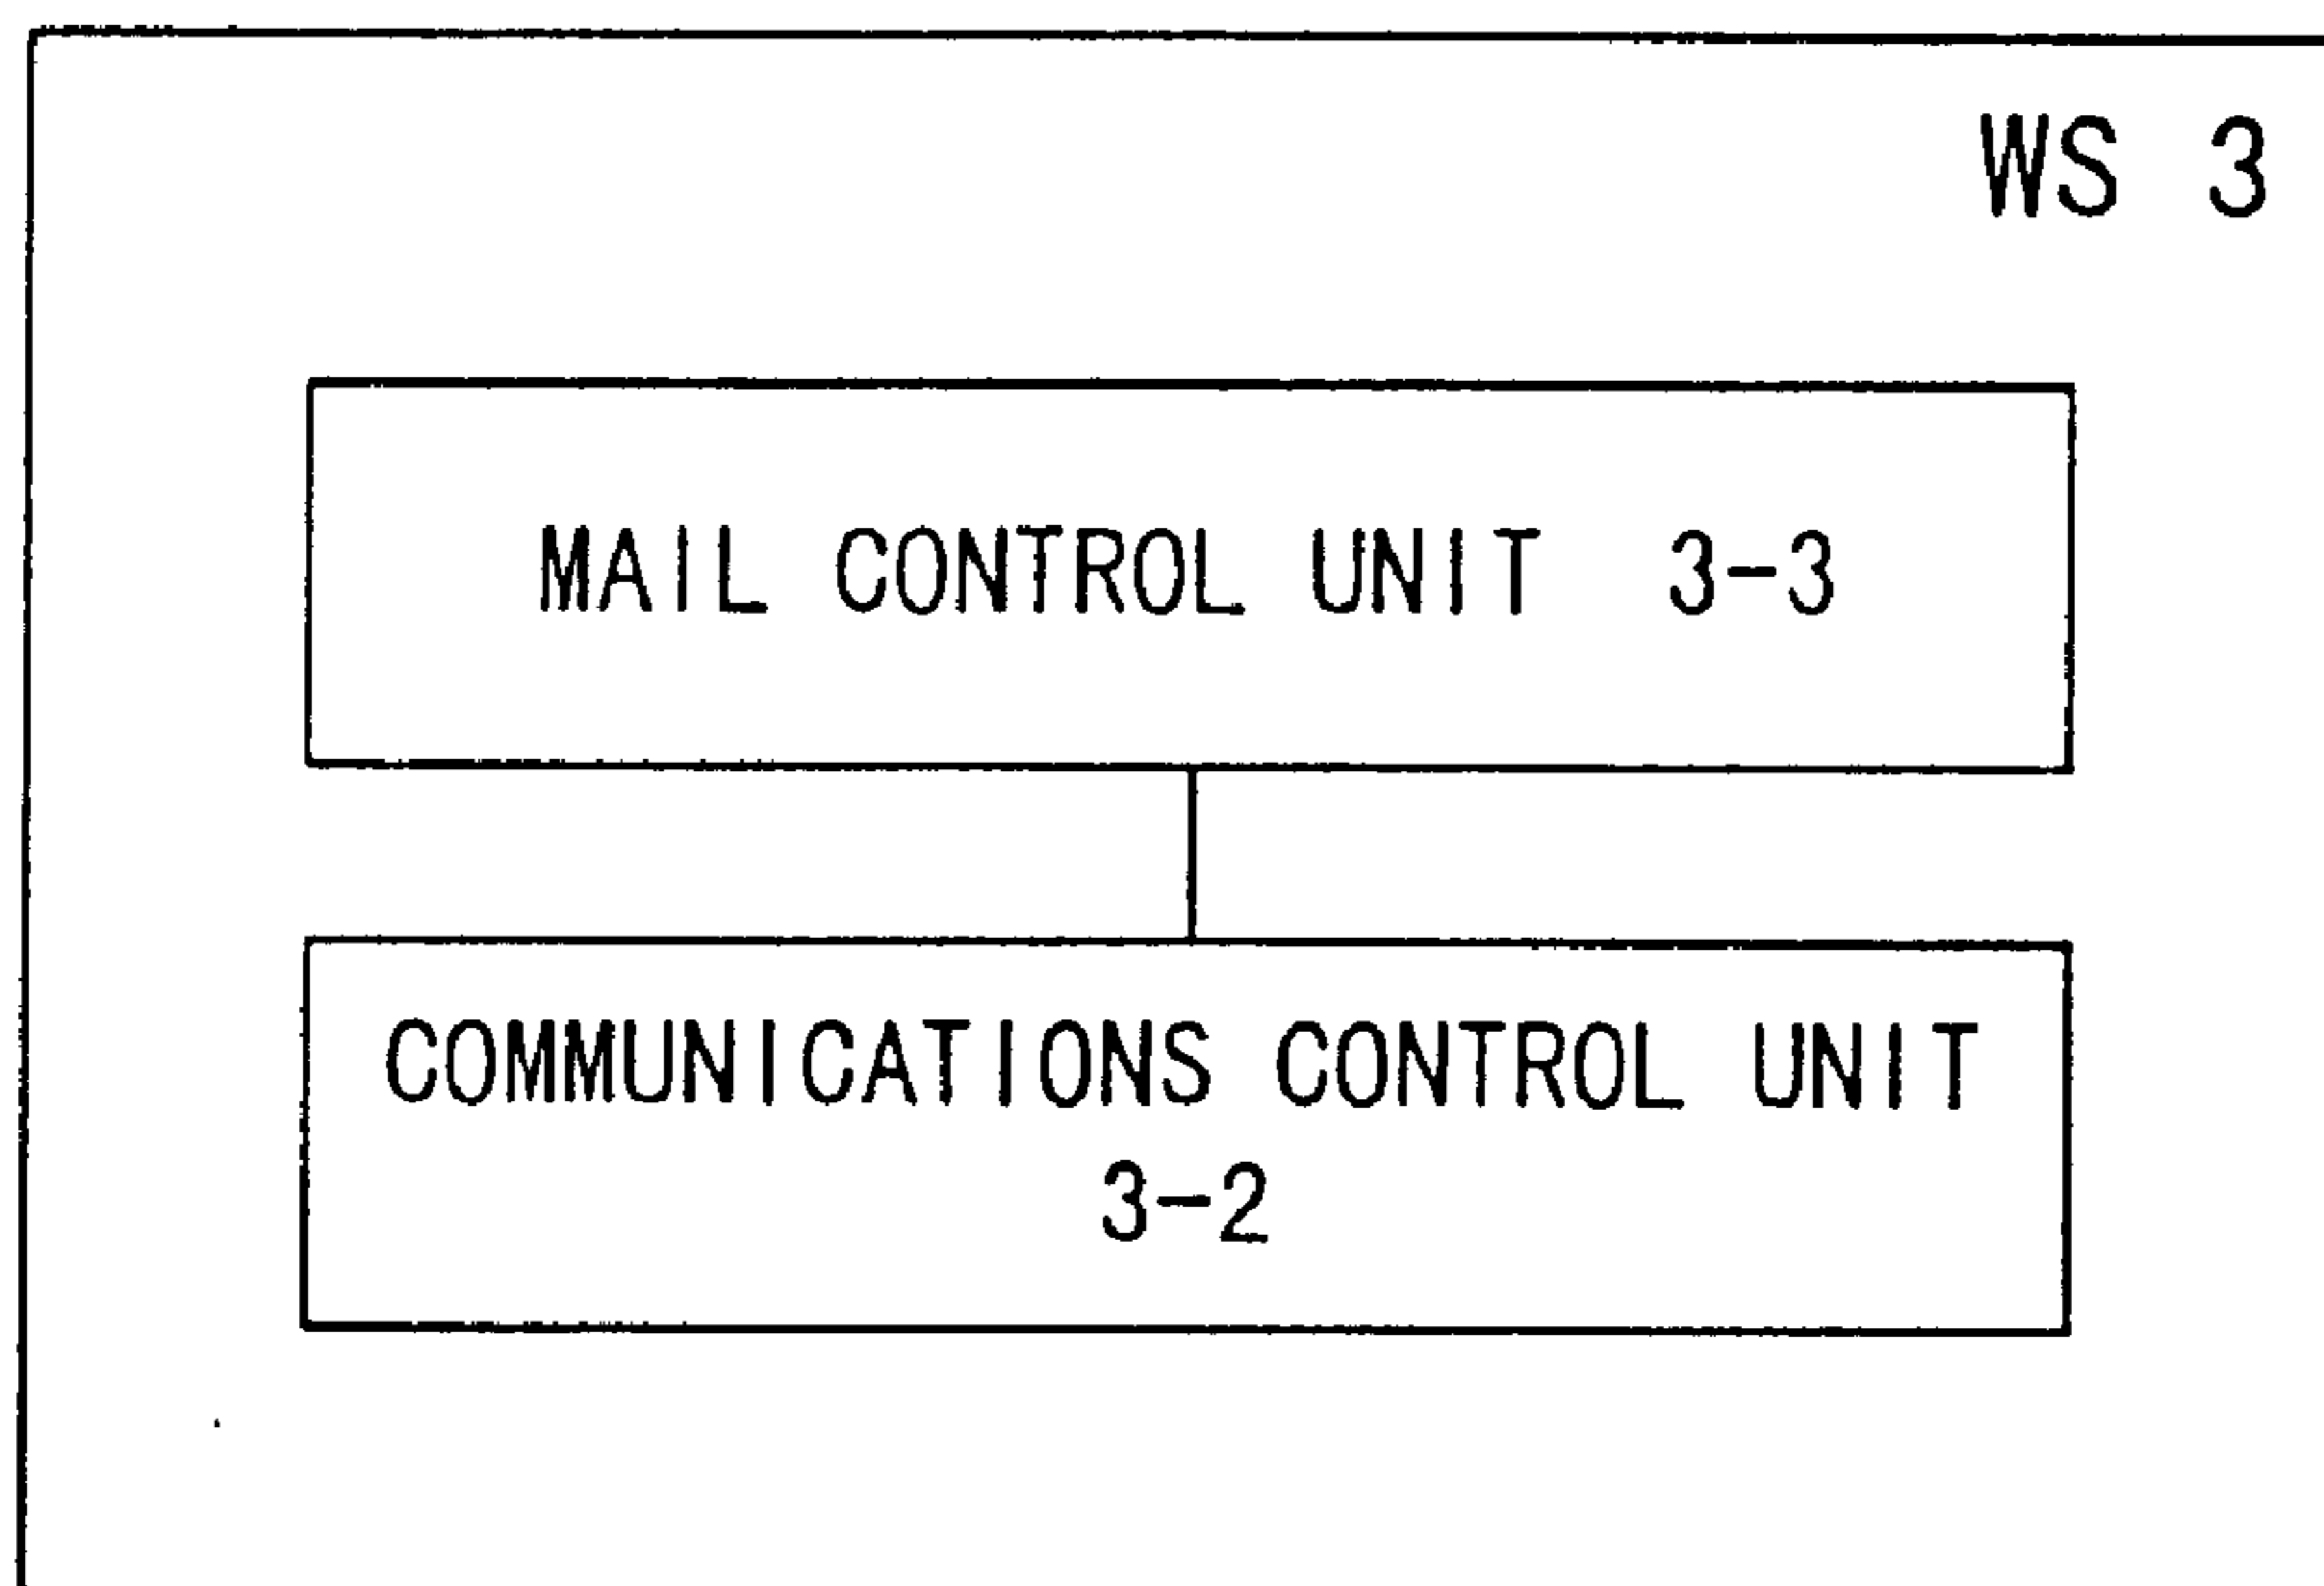 WS 3
MAIL CONTROL UNIT 3-3
COMMUNICATIONS CONTROL UNIT
3-2